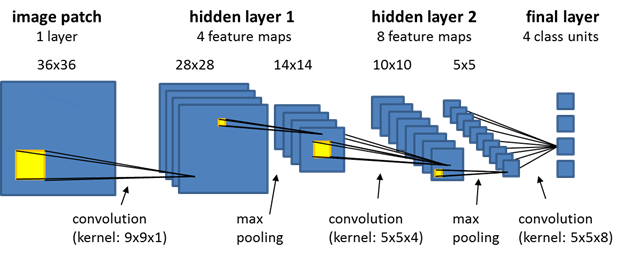 image patch
1 layer
36x36
hidden layer 1
4 feature maps
28x28
14x14
hidden layer 2
8 feature maps
10x10
5x5
final layer
4 class units
convolution
(kernel: 9x9x1)
max
pooling
convolution
(kernel: 5x5x4)
max
pooling
convolution
(kernel: 5x5x8)